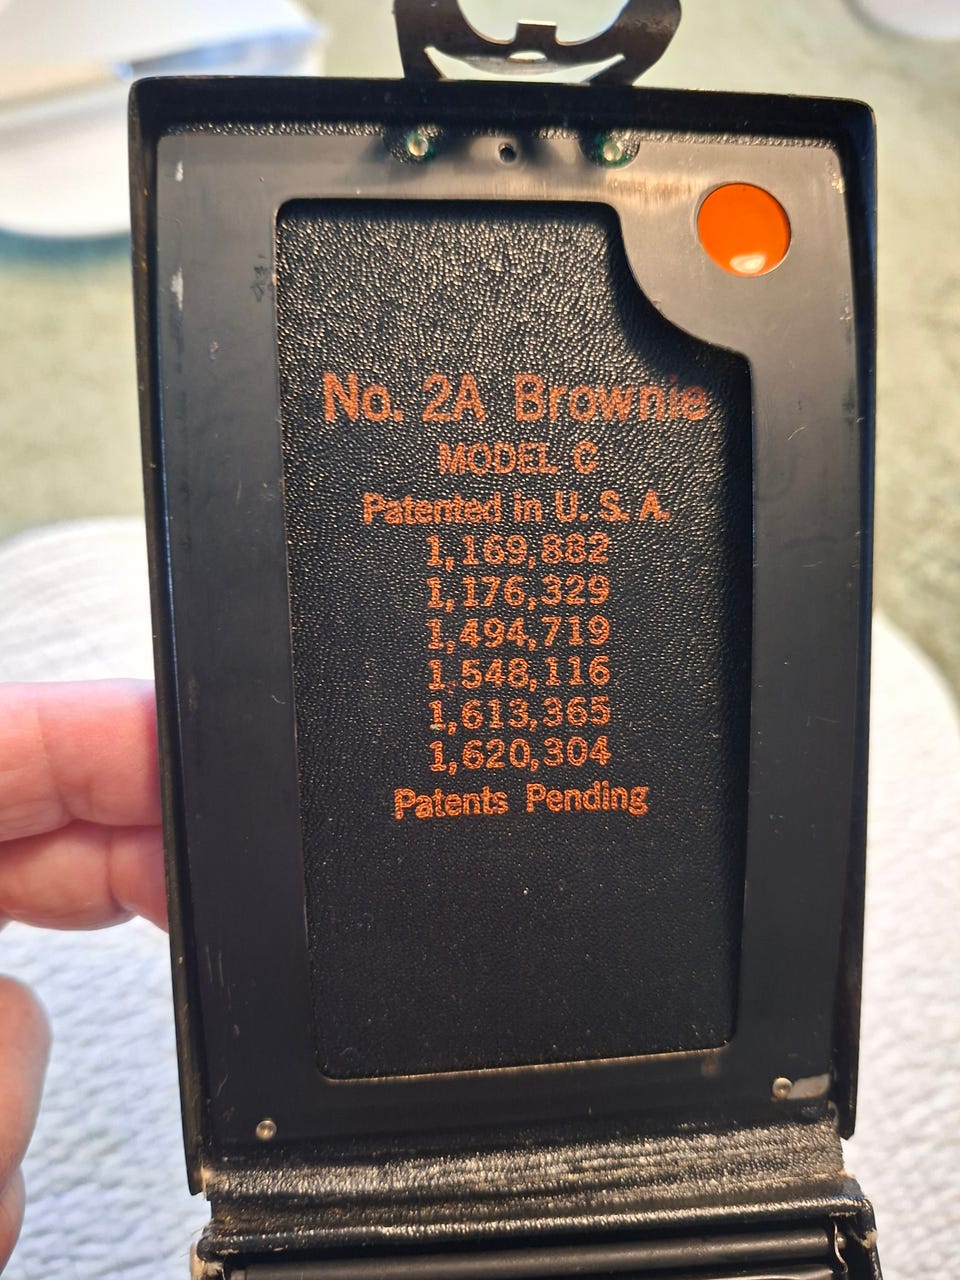 No. 2A Brownie
MODEL C
Patented in U. S. A.
1,169,882
1,176,329
1,494,719
1,548,116
1,613,365
1,620,304
Patents Pending